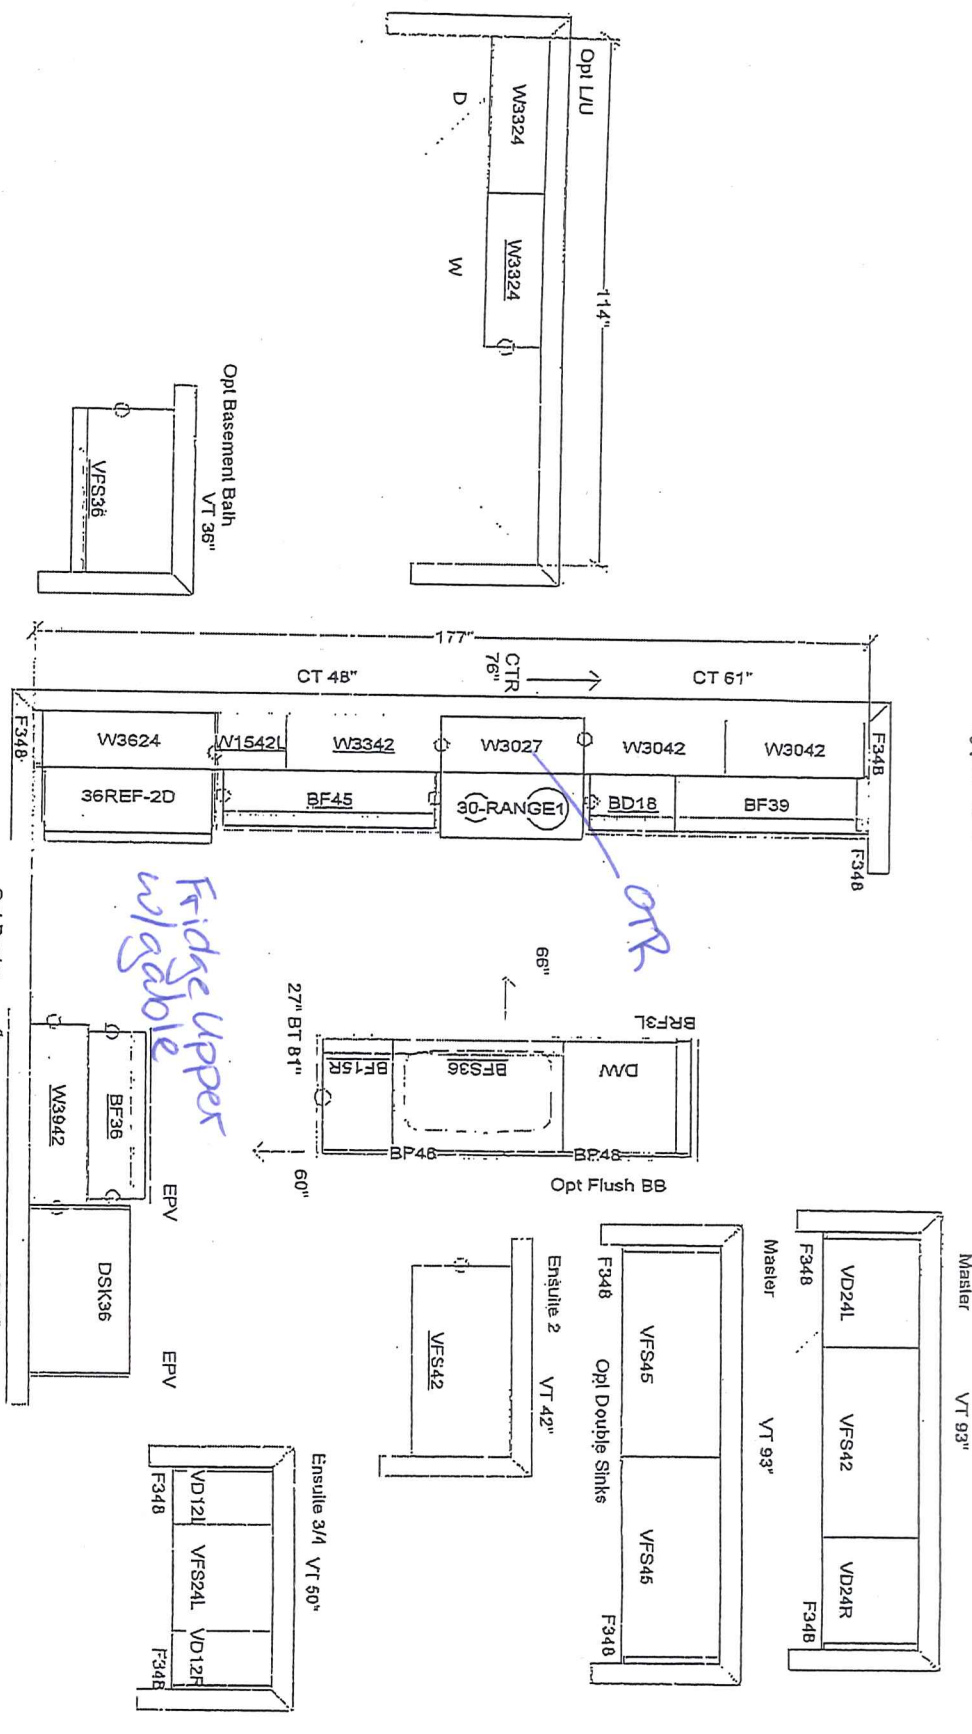 Opt L/U
W3324
W3324
D
W
114"
Opt Basement Bath
VT 36"
VFS36
177"
CT 48"
CTR
76"
CT 61"
F348
W3624
W1542L
W3342
W3027
W3042
W3042
F348
36REF-2D
BF45
30-RANGE1
BD18
BF39
F348
OTR
Fridge Upper
w/gable
66"
27" BT 81"
60"
BRF3L
BF15R
BFS36
D/W
BP48
BP48
Opt Flush BB
W3942
BF36
EPV
DSK36
EPV
Master
VT 93"
F348
VD24L
VFS42
VD24R
F348
Master
VT 93"
F348
VFS45
VFS45
F348
Opt Double Sinks
Ensuite 2
VT 42"
VFS42
Ensuite 3/4 VT 50"
F348
VD12L
VFS24L
VD12R
F348